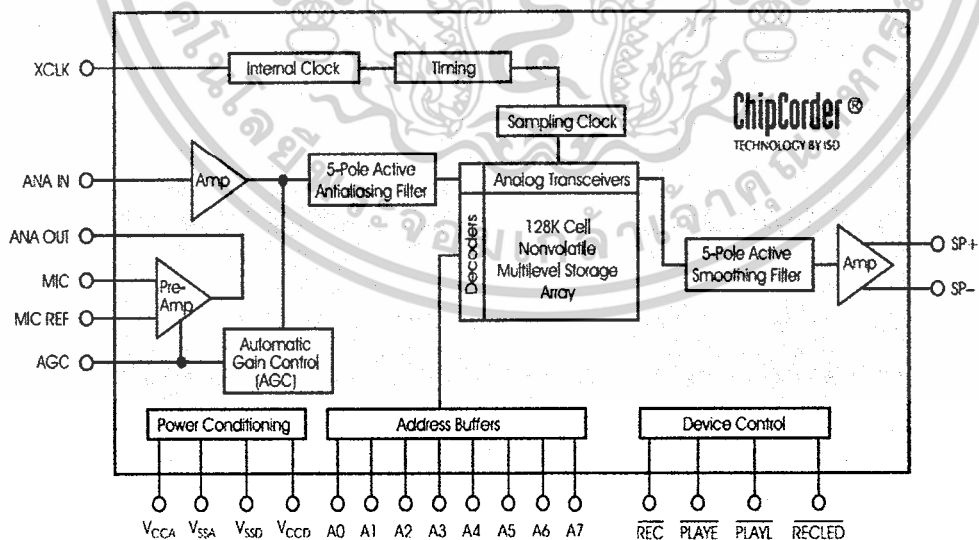 XCLK
Internal Clock
Timing
Sampling Clock
ChipCorder ®
TECHNOLOGY BY ISD
ANA IN
Amp
5-Pole Active
Antialiasing Filter
Analog Transceivers
Decoders
128K Cell
Nonvolatile
Multilevel Storage
Array
ANA OUT
MIC
MIC REF
AGC
Pre-
Amp
Automatic
Gain Control
(AGC)
5-Pole Active
Smoothing Filter
Amp
SP+
SP–
Power Conditioning
Address Buffers
Device Control
VCCA VSSA VSSD VCCD A0 A1 A2 A3 A4 A5 A6 A7 REC PLAYE PLAYL RECLED